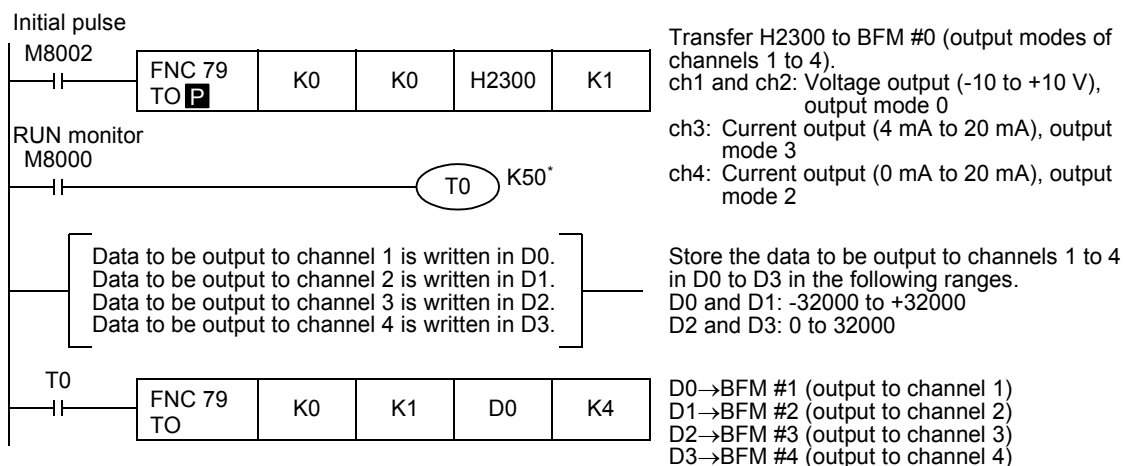 Initial pulse
M8002
FNC 79
TO P
K0
K0
H2300
K1
Transfer H2300 to BFM #0 (output modes of
channels 1 to 4).
ch1 and ch2: Voltage output (-10 to +10 V),
output mode 0
ch3: Current output (4 mA to 20 mA), output
mode 3
ch4: Current output (0 mA to 20 mA), output
mode 2
RUN monitor
M8000
T0
K50*
Data to be output to channel 1 is written in D0.
Data to be output to channel 2 is written in D1.
Data to be output to channel 3 is written in D2.
Data to be output to channel 4 is written in D3.
Store the data to be output to channels 1 to 4
in D0 to D3 in the following ranges.
D0 and D1: -32000 to +32000
D2 and D3: 0 to 32000
T0
FNC 79
TO
K0
K1
D0
K4
D0→BFM #1 (output to channel 1)
D1→BFM #2 (output to channel 2)
D2→BFM #3 (output to channel 3)
D3→BFM #4 (output to channel 4)